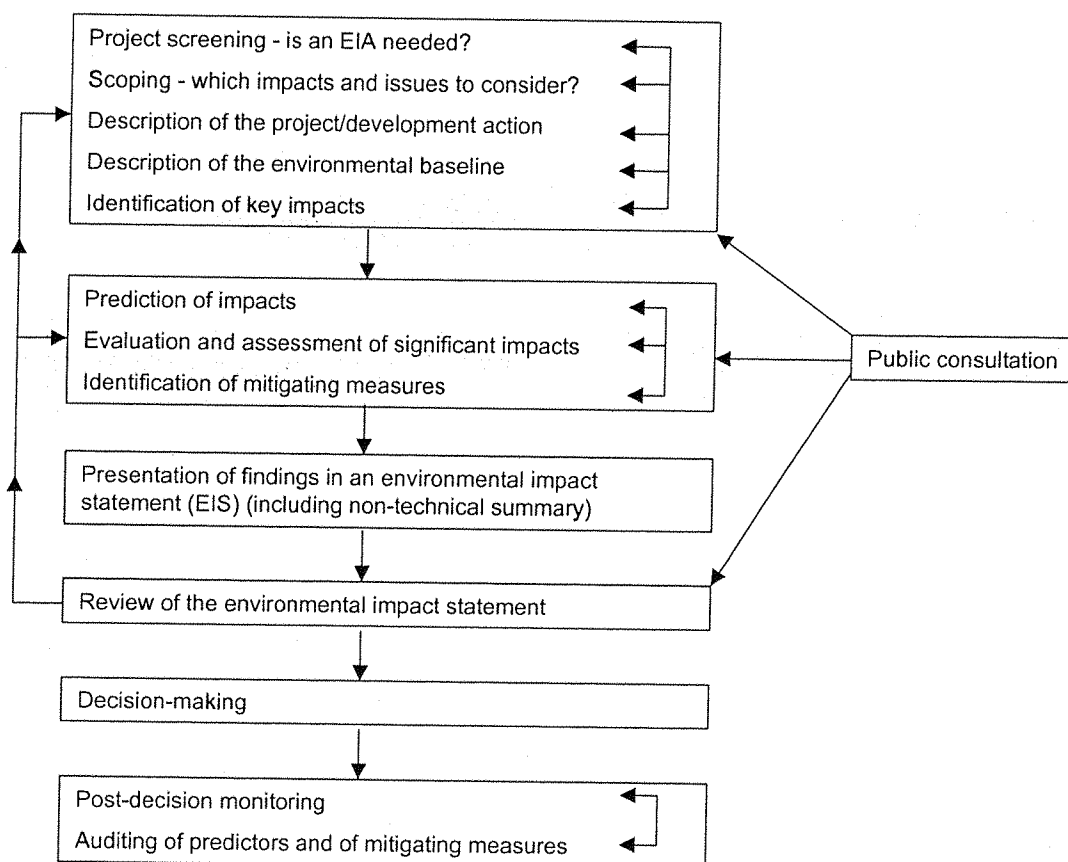 Project screening - is an EIA needed?
Scoping - which impacts and issues to consider?
Description of the project/development action
Description of the environmental baseline
Identification of key impacts
Prediction of impacts
Evaluation and assessment of significant impacts
Identification of mitigating measures
Public consultation
Presentation of findings in an environmental impact
statement (EIS) (including non-technical summary)
Review of the environmental impact statement
Decision-making
Post-decision monitoring
Auditing of predictors and of mitigating measures